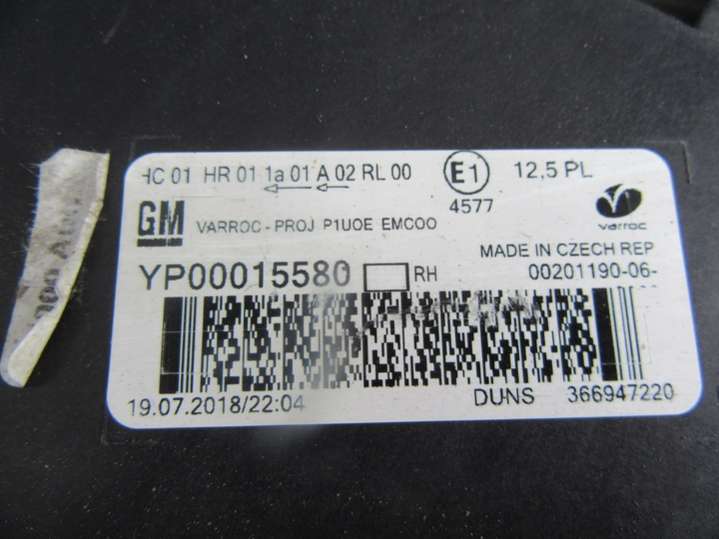 HC 01 HR 01 1a 01 A 02 RL 00
E1
12,5 PL
4577
GM
VARROC - PROJ P1UOE EMCOO
varroc
MADE IN CZECH REP
YP00015580 RH
00201190-06-
19.07.2018/22:04
DUNS 366947220